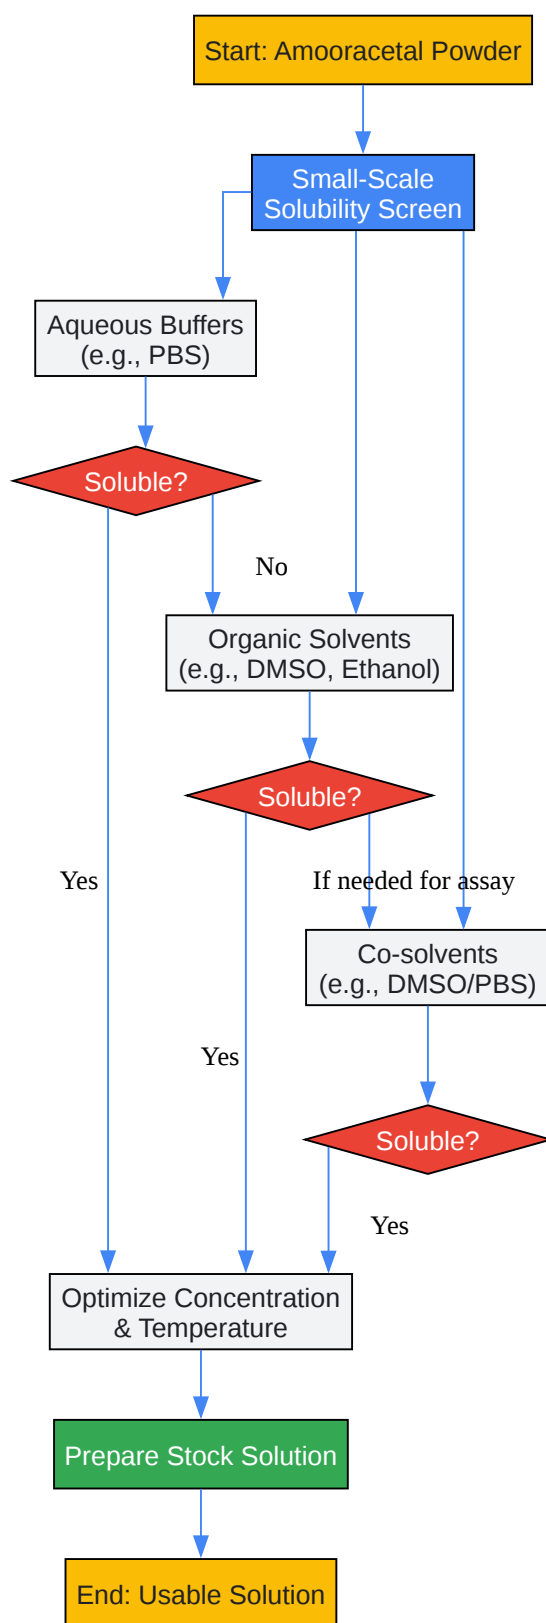 Start: Amooracetal Powder
Small-Scale
Solubility Screen
Aqueous Buffers
(e.g., PBS)
Soluble?
No
Organic Solvents
(e.g., DMSO, Ethanol)
Soluble?
Yes
If needed for assay
Co-solvents
(e.g., DMSO/PBS)
Yes
Soluble?
Yes
Optimize Concentration
& Temperature
Prepare Stock Solution
End: Usable Solution